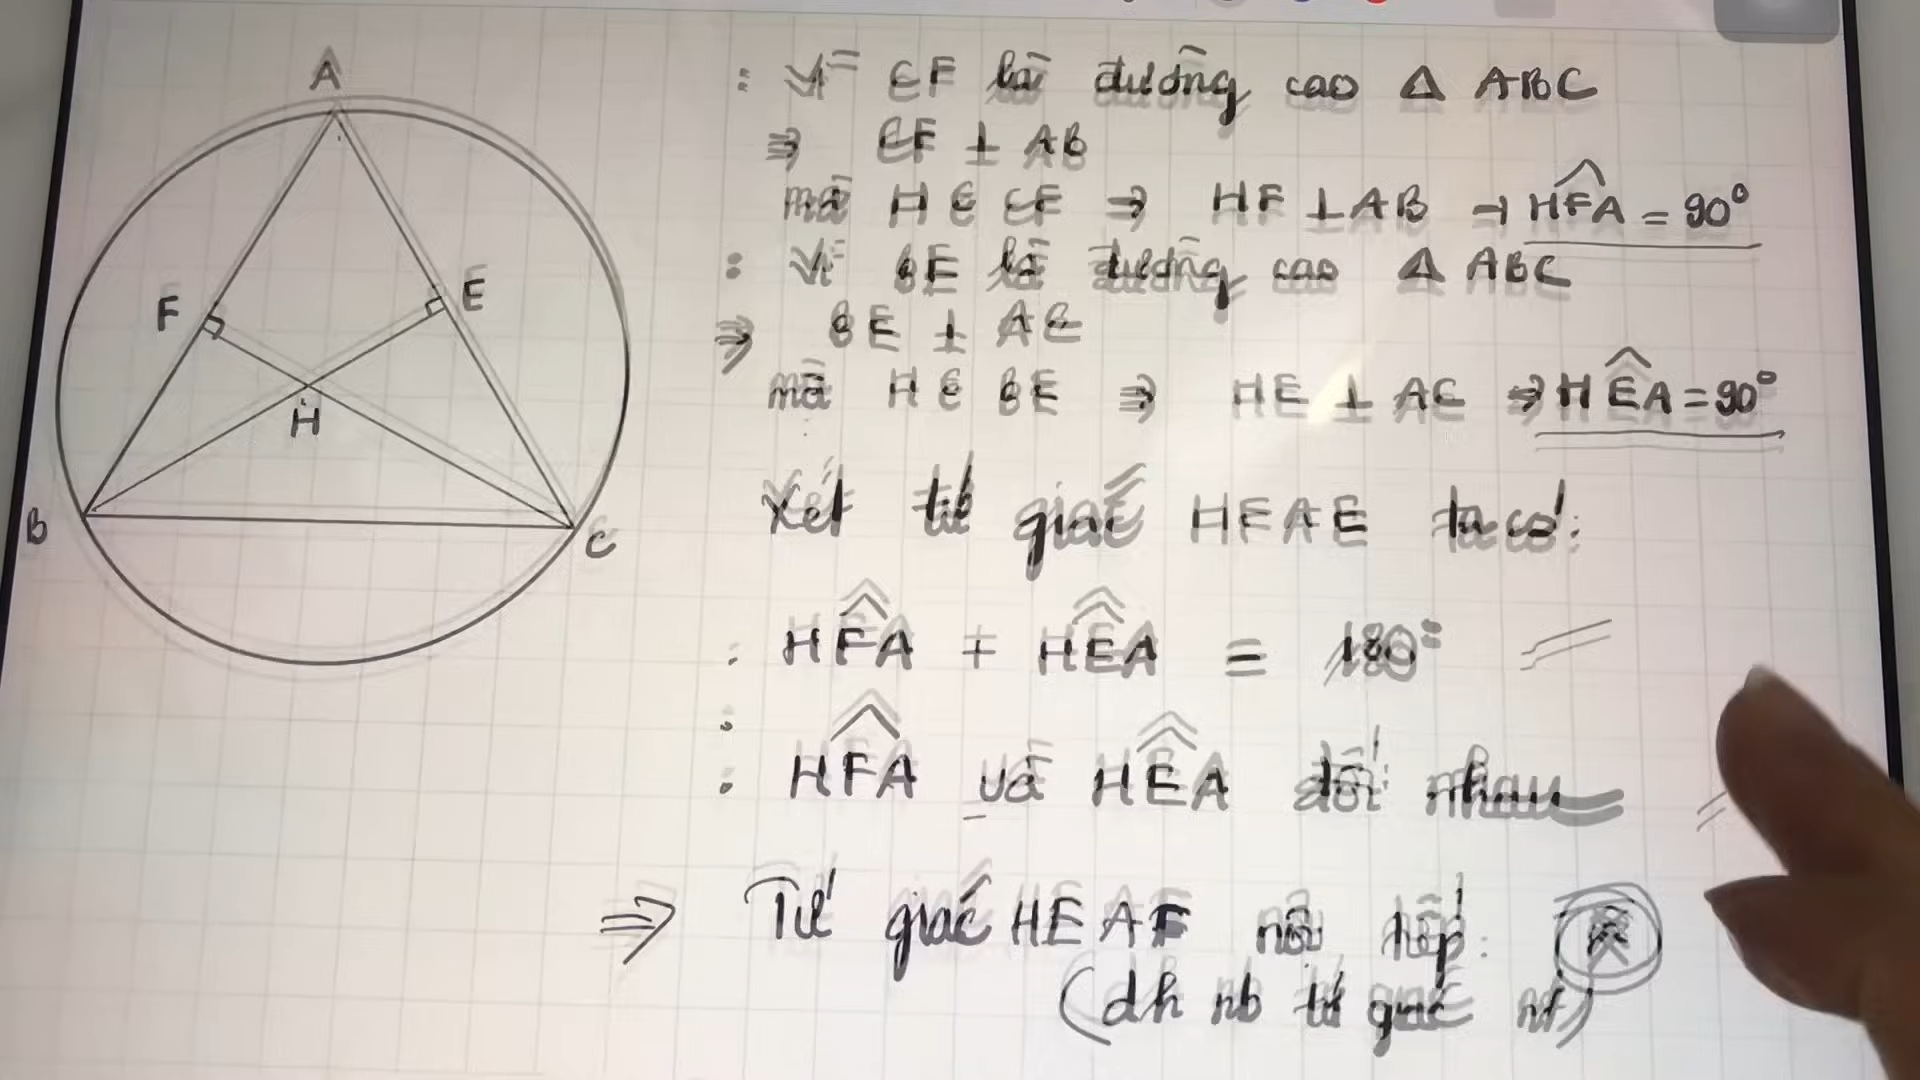 A
F
E
H
B
C
: Vì CF là đường cao Δ ABC
⇒ CF ⊥ AB
mà H ∈ CF ⇒ HF ⊥ AB → HFA = 90°
: Vì BE là đường cao Δ ABC
⇒ BE ⊥ AC
mà H ∈ BE ⇒ HE ⊥ AC ⇒ HEA = 90°
Xét tứ giác HFAE ta có:
. HFA + HEA = 180°
: HFA và HEA đối nhau
⇒ Tứ giác HEAF nội tiếp.
(dh nb tứ giác nt)